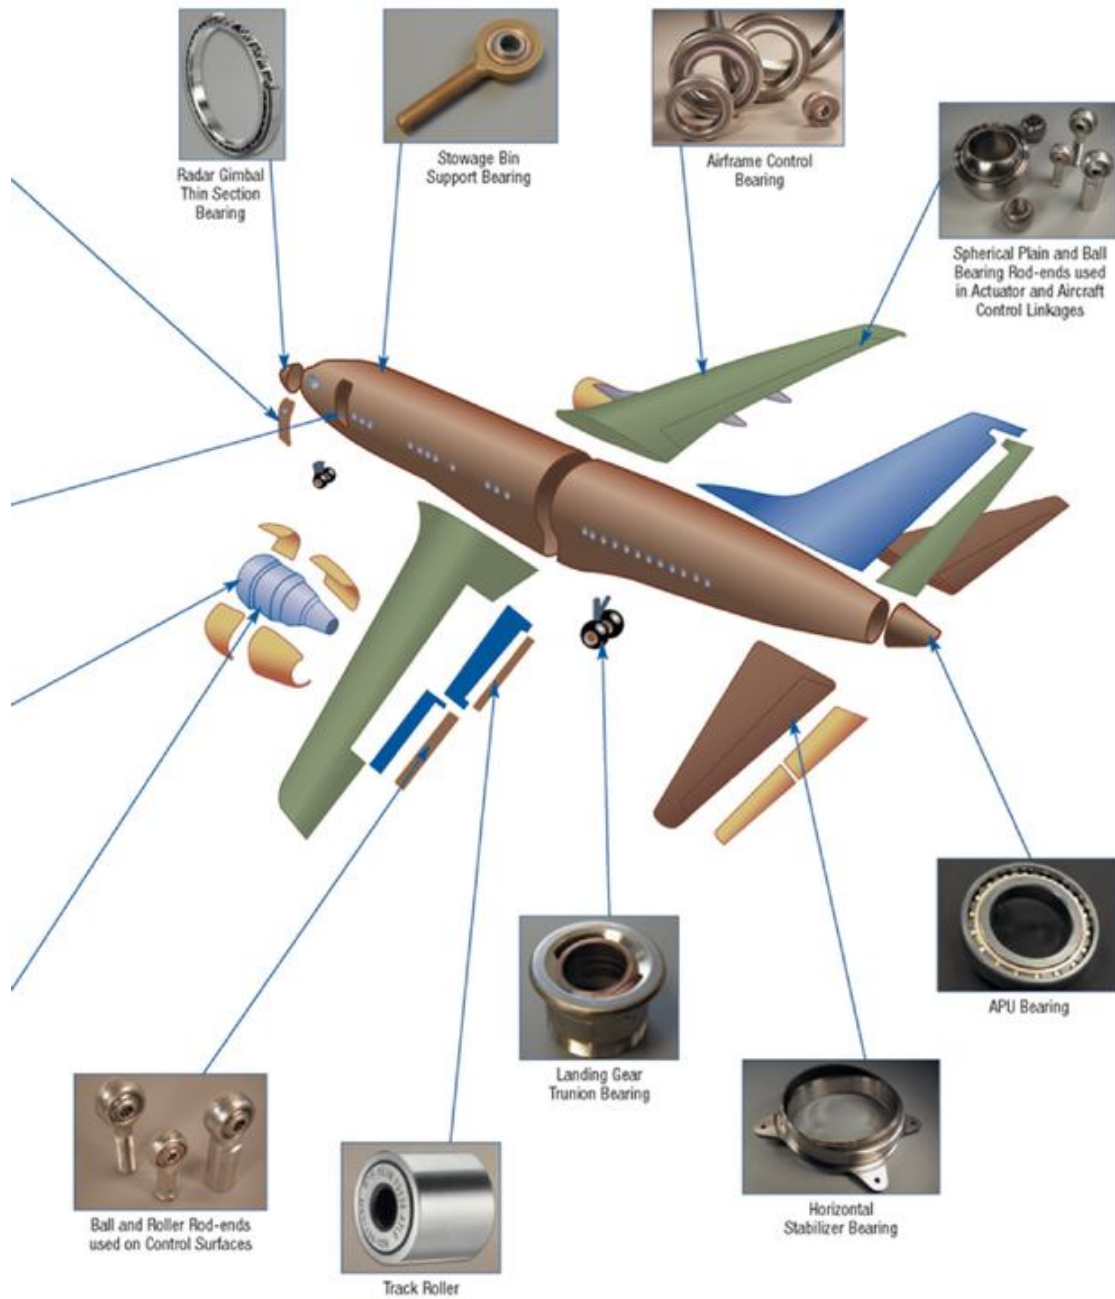 Radar Gimbal
Thin Section
Bearing
Stowage Bin
Support Bearing
Airframe Control
Bearing
Spherical Plain and Ball
Bearing Rod-ends used
in Actuator and Aircraft
Control Linkages
APU Bearing
Landing Gear
Trunion Bearing
Horizontal
Stabilizer Bearing
Ball and Roller Rod-ends
used on Control Surfaces
Track Roller